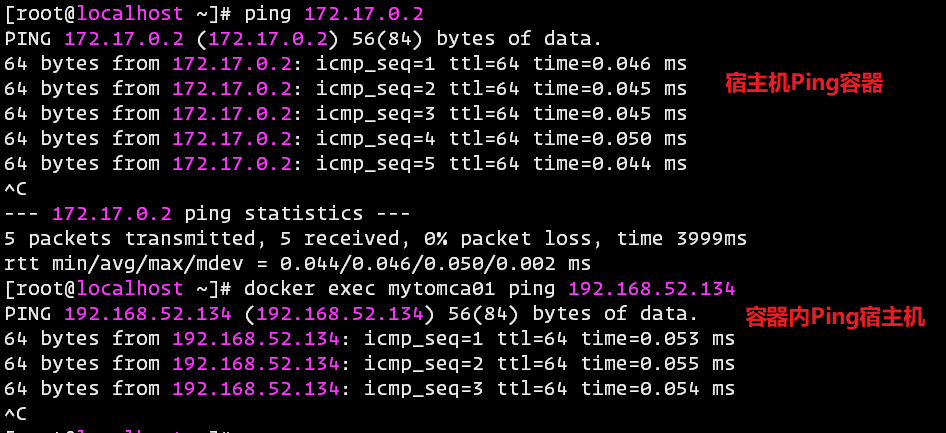 [root@localhost ~]# ping 172.17.0.2
PING 172.17.0.2 (172.17.0.2) 56(84) bytes of data.
64 bytes from 172.17.0.2: icmp_seq=1 ttl=64 time=0.046 ms
宿主机Ping容器
64 bytes from 172.17.0.2: icmp_seq=2 ttl=64 time=0.045 ms
64 bytes from 172.17.0.2: icmp_seq=3 ttl=64 time=0.045 ms
64 bytes from 172.17.0.2: icmp_seq=4 ttl=64 time=0.050 ms
64 bytes from 172.17.0.2: icmp_seq=5 ttl=64 time=0.044 ms
^C
--- 172.17.0.2 ping statistics ---
5 packets transmitted, 5 received, 0% packet loss, time 3999ms
rtt min/avg/max/mdev = 0.044/0.046/0.050/0.002 ms
[root@localhost ~]# docker exec mytomca01 ping 192.168.52.134
PING 192.168.52.134 (192.168.52.134) 56(84) bytes of data.
容器内Ping宿主机
64 bytes from 192.168.52.134: icmp_seq=1 ttl=64 time=0.053 ms
64 bytes from 192.168.52.134: icmp_seq=2 ttl=64 time=0.055 ms
64 bytes from 192.168.52.134: icmp_seq=3 ttl=64 time=0.054 ms
^C